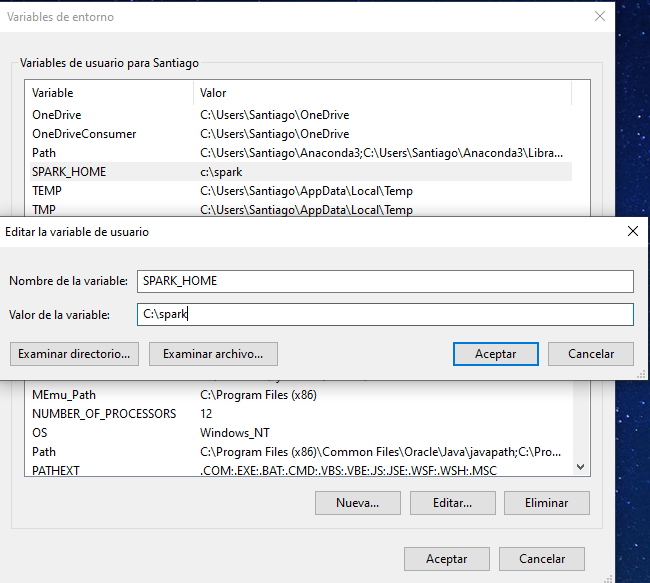 Variables de entorno
Variables de usuario para Santiago
Variable Valor
OneDrive C:\Users\Santiago\OneDrive
OneDriveConsumer C:\Users\Santiago\OneDrive
Path C:\Users\Santiago\Anaconda3;C:\Users\Santiago\Anaconda3\Libra...
SPARK_HOME c:\spark
TEMP C:\Users\Santiago\AppData\Local\Temp
TMP C:\Users\Santiago\AppData\Local\Temp
Editar la variable de usuario
Nombre de la variable: SPARK_HOME
Valor de la variable: C:\spark
Examinar directorio... Examinar archivo... Aceptar Cancelar
MEmu_Path C:\Program Files (x86)
NUMBER_OF_PROCESSORS 12
OS Windows_NT
Path C:\Program Files (x86)\Common Files\Oracle\Java\javapath;C:\Pro...
PATHEXT .COM;.EXE;.BAT;.CMD;.VBS;.VBE;.JS;.JSE;.WSF;.WSH;.MSC
Nueva... Editar... Eliminar
Aceptar Cancelar